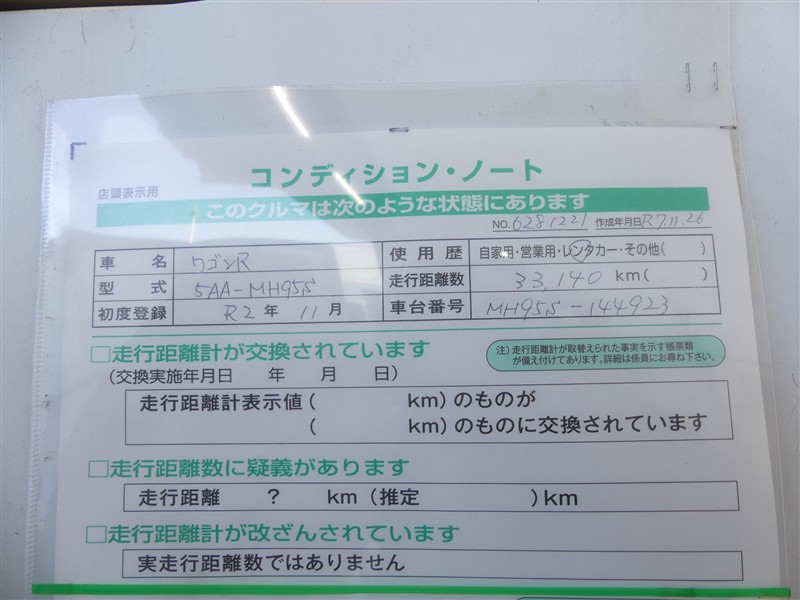 コンディション・ノート
店頭表示用
このクルマは次のような状態にあります
NO.6281221 作成年月日R7.11.26
車名 ワゴンR 使用歴 自家用・営業用・レンタカー・その他( )
型式 5AA-MH95S 走行距離数 33,140 km( )
初度登録 R2年 11月 車台番号 MH95S-144923
□走行距離計が交換されています
注)走行距離計が取替えられた事実を示す帳票類
が備え付けてあります。詳細は係員にお尋ね下さい。
(交換実施年月日 年 月 日)
走行距離計表示値( km)のものが
( km)のものに交換されています
□走行距離数に疑義があります
走行距離 ? km(推定 )km
□走行距離計が改ざんされています
実走行距離数ではありません